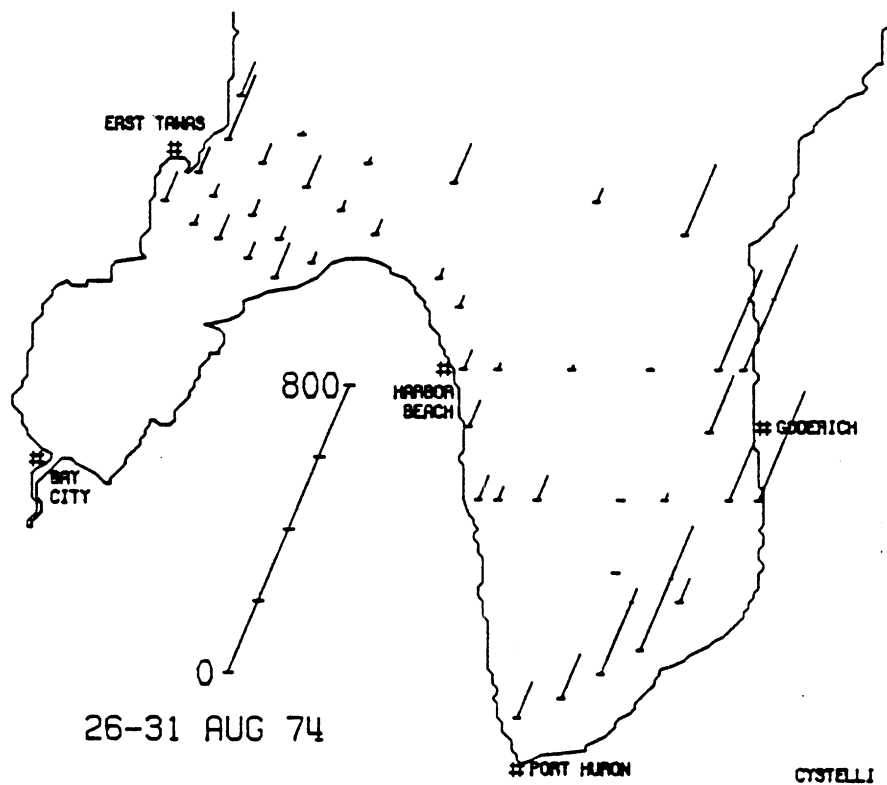 EAST TAWAS
#
800
#
HARBOR
BEACH
# GODERICH
#
BAY
CITY
0
26-31 AUG 74
# PORT HURON
CYSTELLI